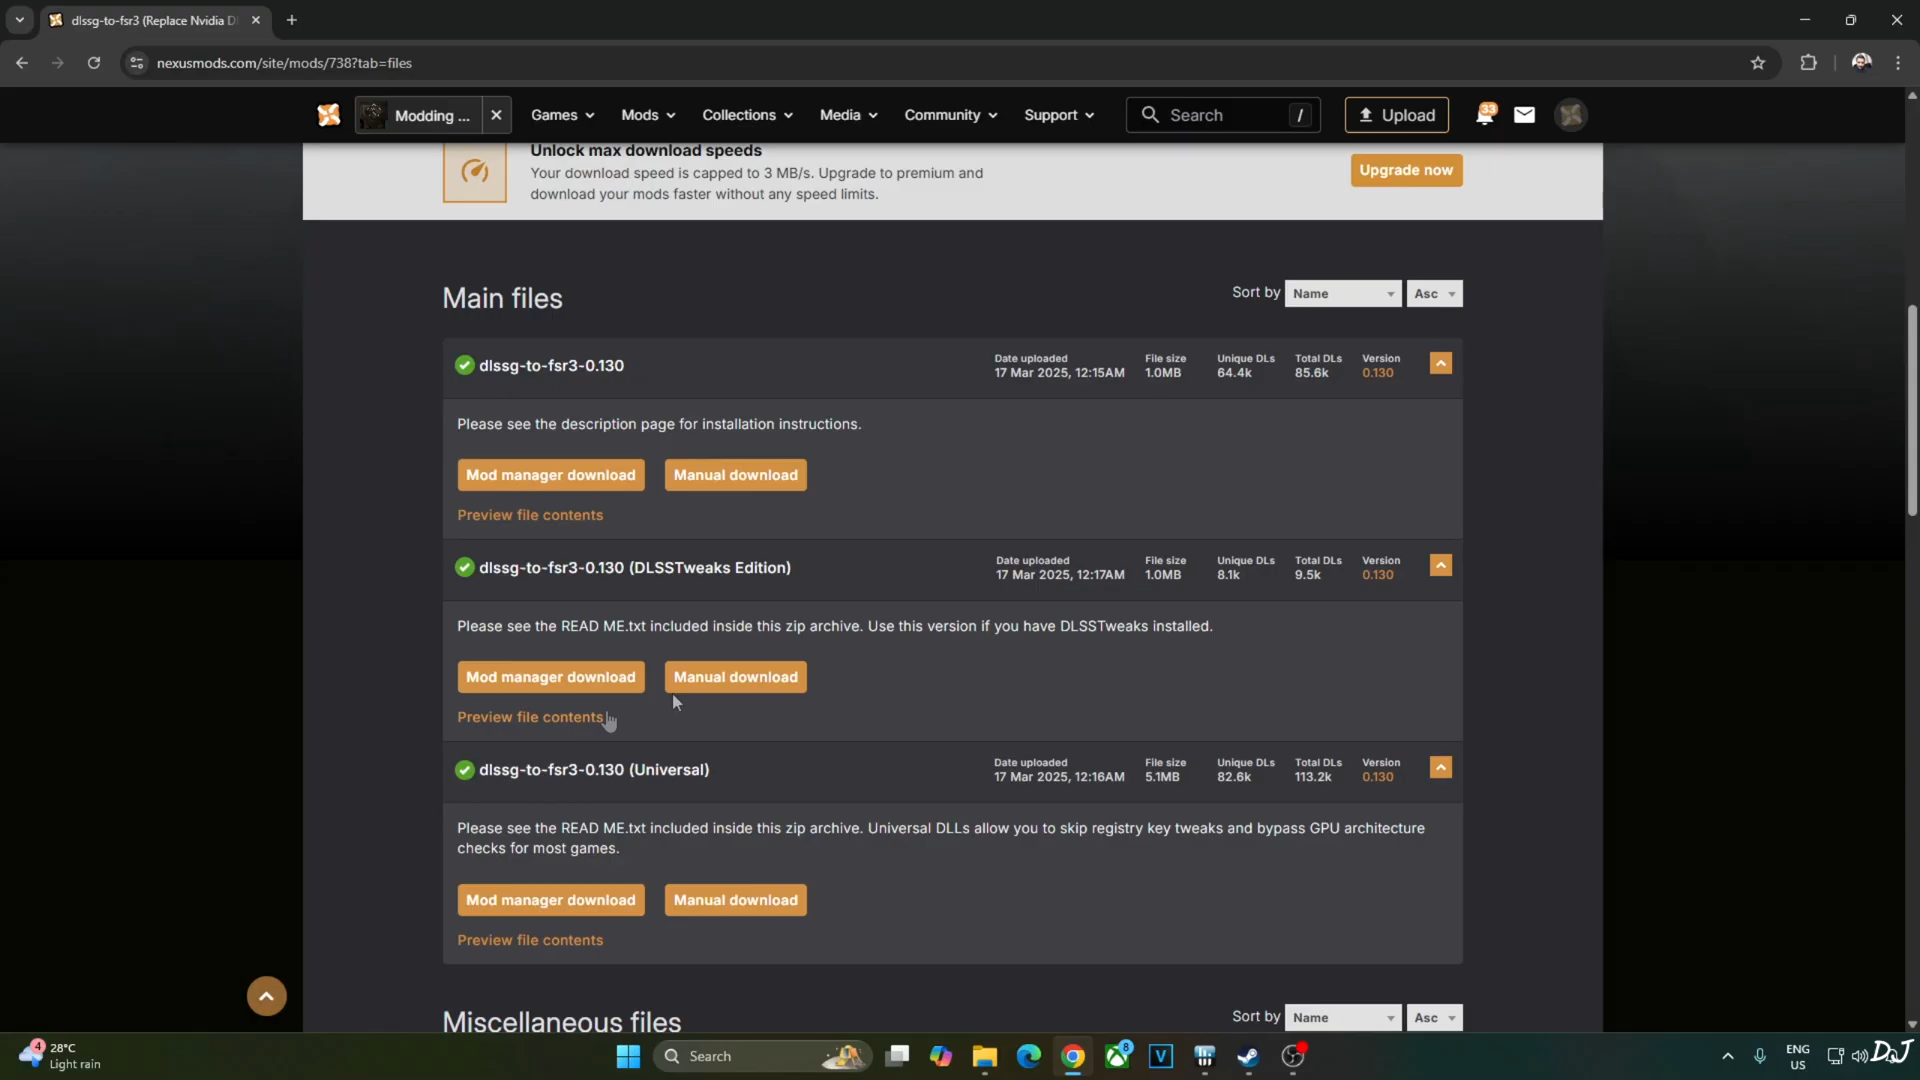 dlssg-to-fsr3 (Replace Nvidia D
nexusmods.com/site/mods/738?tab=files
Modding ...
Games
Mods
Collections
Media
Community
Support
Search
/
Upload
33
Unlock max download speeds
Your download speed is capped to 3 MB/s. Upgrade to premium and
download your mods faster without any speed limits.
Upgrade now
Main files
Sort by
Name
Asc
dlssg-to-fsr3-0.130
Date uploaded
17 Mar 2025, 12:15AM
File size
1.0MB
Unique DLs
64.4k
Total DLs
85.6k
Version
0.130
Please see the description page for installation instructions.
Mod manager download
Manual download
Preview file contents
dlssg-to-fsr3-0.130 (DLSSTweaks Edition)
Date uploaded
17 Mar 2025, 12:17AM
File size
1.0MB
Unique DLs
8.1k
Total DLs
9.5k
Version
0.130
Please see the READ ME.txt included inside this zip archive. Use this version if you have DLSSTweaks installed.
Mod manager download
Manual download
Preview file contents
dlssg-to-fsr3-0.130 (Universal)
Date uploaded
17 Mar 2025, 12:16AM
File size
5.1MB
Unique DLs
82.6k
Total DLs
113.2k
Version
0.130
Please see the READ ME.txt included inside this zip archive. Universal DLLs allow you to skip registry key tweaks and bypass GPU architecture
checks for most games.
Mod manager download
Manual download
Preview file contents
Miscellaneous files
Sort by
Name
Asc
4
28°C
Light rain
Search
8
V
ENG
US
DJ